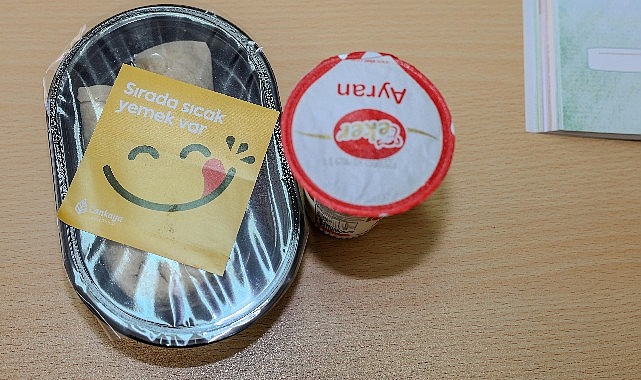 Sırada sıcak
yemek var
Çankaya
Ayran
eker